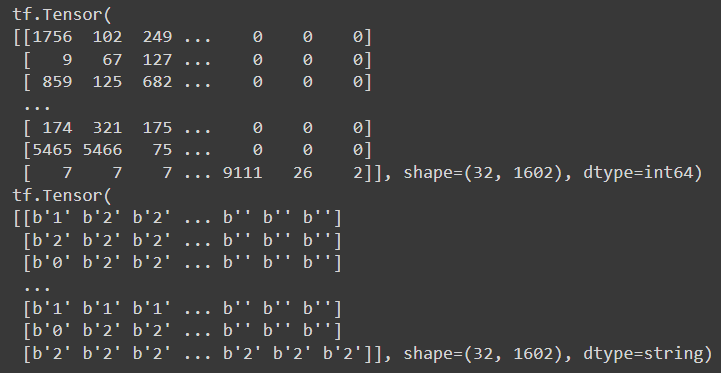 tf.Tensor(
[[1756  102  249 ...    0    0    0]
 [   9   67  127 ...    0    0    0]
 [ 859  125  682 ...    0    0    0]
 ...
 [ 174  321  175 ...    0    0    0]
 [5465 5466   75 ...    0    0    0]
 [   7    7    7 ... 9111   26    2]], shape=(32, 1602), dtype=int64)
tf.Tensor(
[[b'1' b'2' b'2' ... b'' b'' b'']
 [b'2' b'2' b'2' ... b'' b'' b'']
 [b'0' b'2' b'2' ... b'' b'' b'']
 ...
 [b'1' b'1' b'1' ... b'' b'' b'']
 [b'0' b'2' b'2' ... b'' b'' b'']
 [b'2' b'2' b'2' ... b'2' b'2' b'2']], shape=(32, 1602), dtype=string)